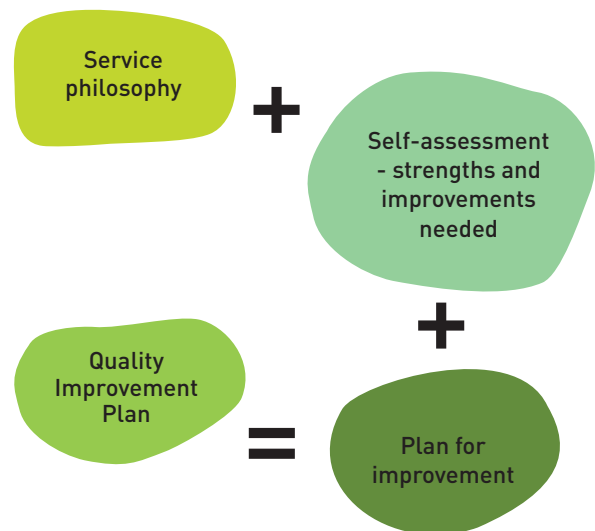 Service
philosophy
+
Self-assessment
- strengths and
improvements
needed
+
Plan for
improvement
=
Quality
Improvement
Plan